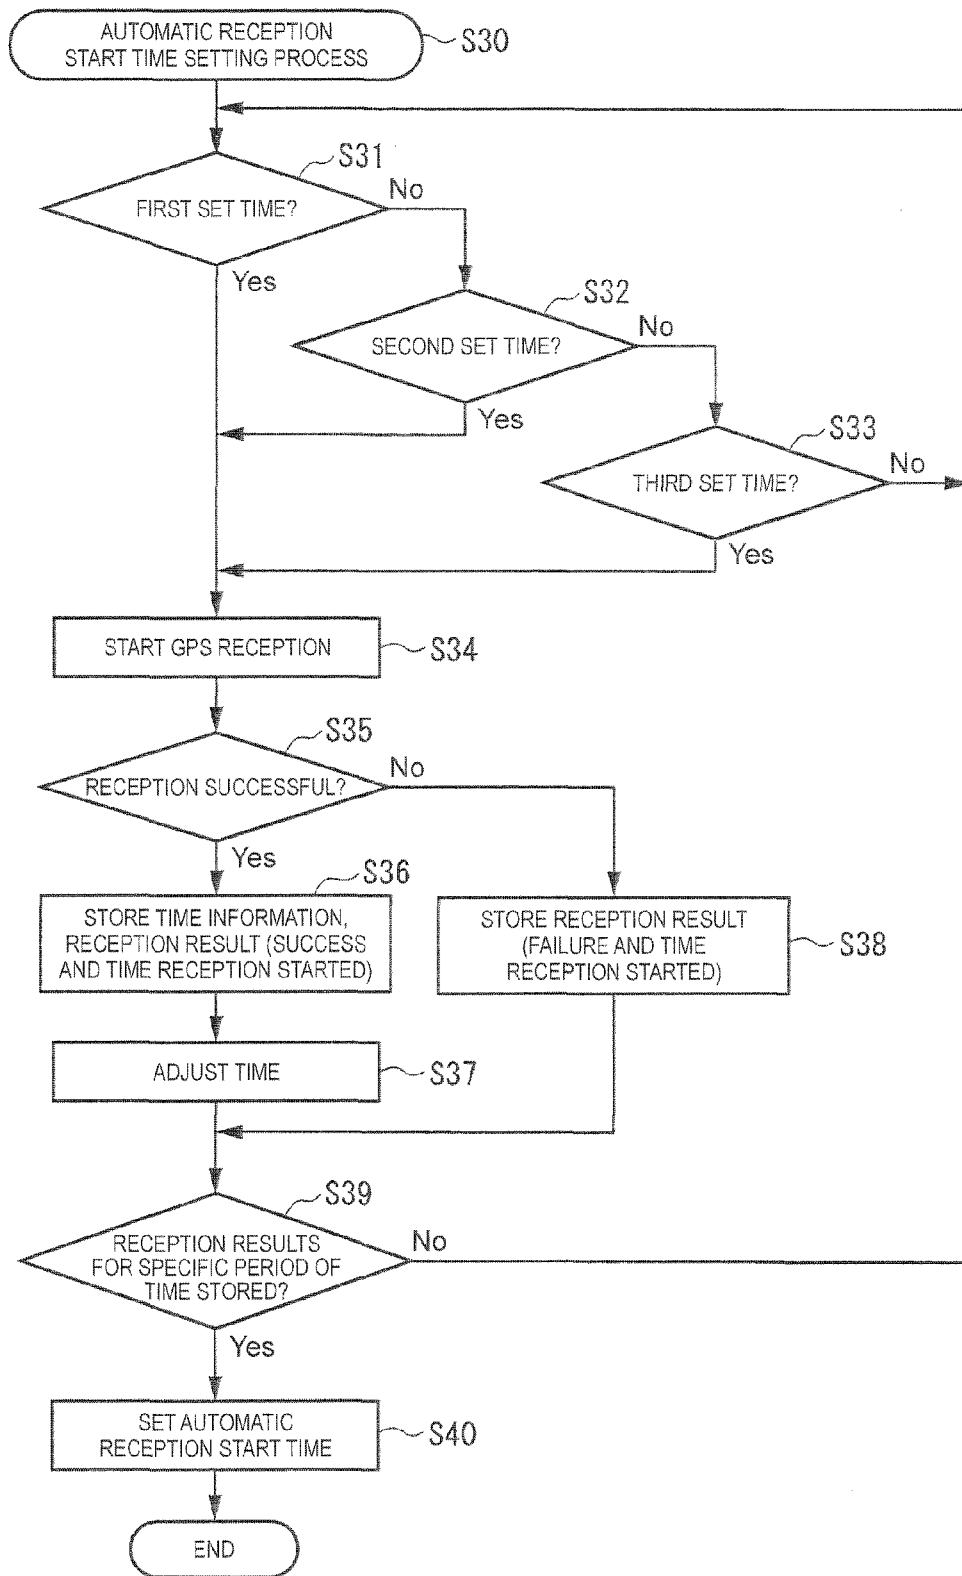 AUTOMATIC RECEPTION
START TIME SETTING PROCESS
S30
S31
FIRST SET TIME?
No
Yes
S32
SECOND SET TIME?
No
Yes
S33
THIRD SET TIME?
No
Yes
START GPS RECEPTION
S34
S35
RECEPTION SUCCESSFUL?
No
Yes
S36
STORE TIME INFORMATION,
RECEPTION RESULT (SUCCESS
AND TIME RECEPTION STARTED)
STORE RECEPTION RESULT
(FAILURE AND TIME
RECEPTION STARTED)
S38
ADJUST TIME
S37
S39
RECEPTION RESULTS
FOR SPECIFIC PERIOD OF
TIME STORED?
No
Yes
SET AUTOMATIC
RECEPTION START TIME
S40
END